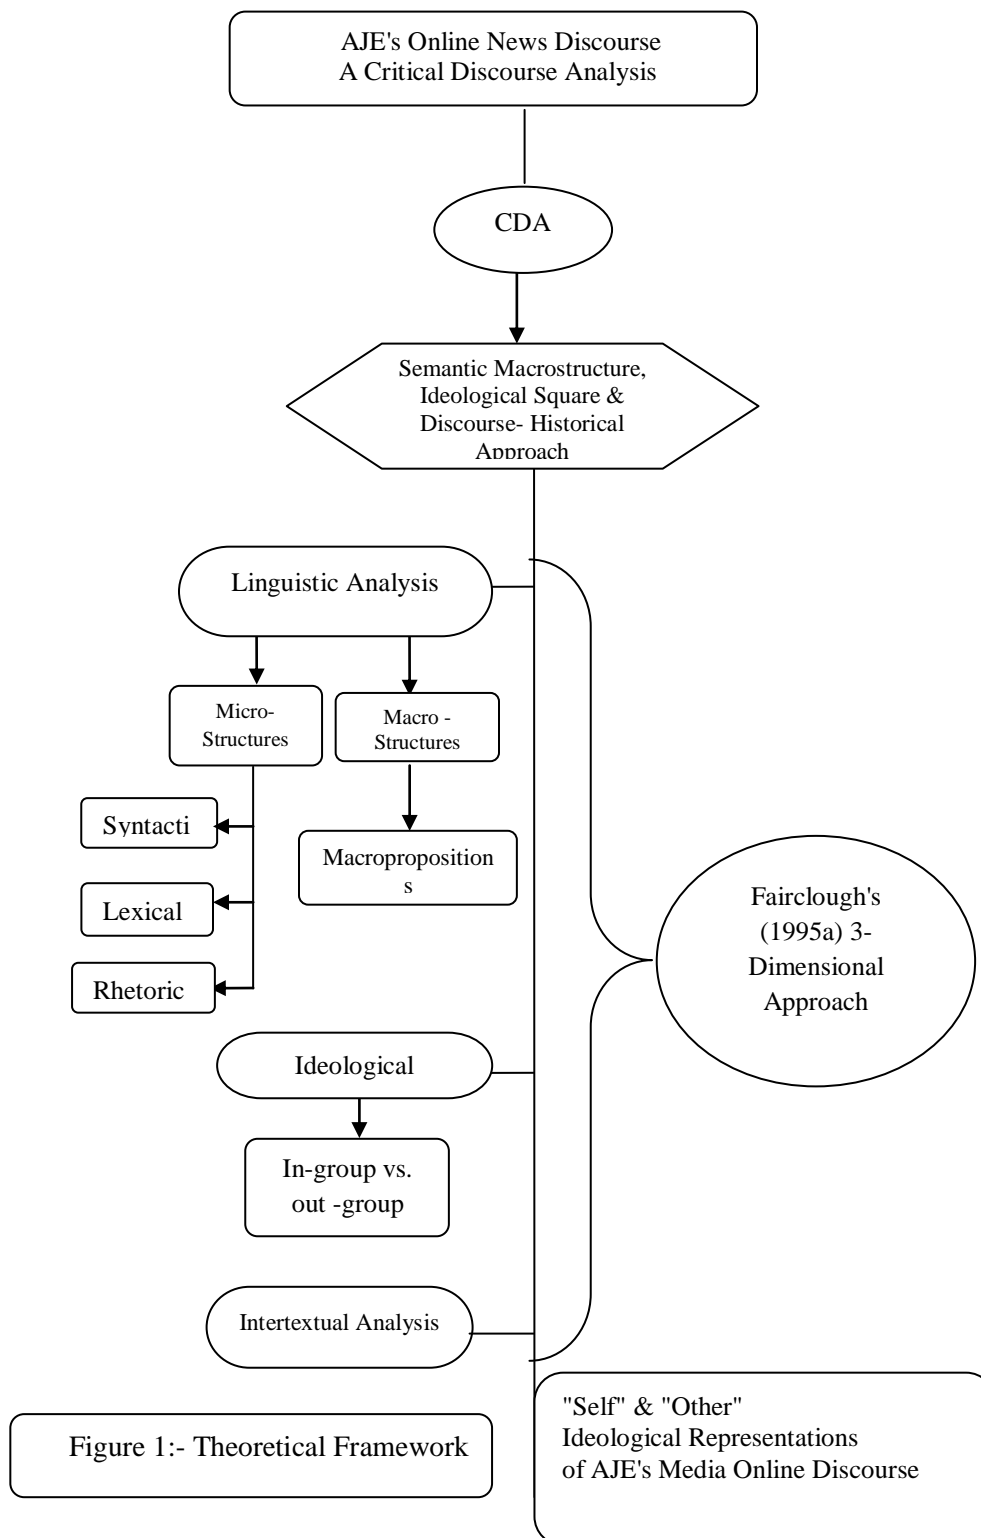 AJE's Online News Discourse
A Critical Discourse Analysis
CDA
Semantic Macrostructure,
Ideological Square &
Discourse- Historical
Approach
Linguistic Analysis
Micro-
Structures
Macro -
Structures
Syntacti
Macroproposition
s
Lexical
Rhetoric
Fairclough's
(1995a) 3-
Dimensional
Approach
Ideological
In-group vs.
out -group
Intertextual Analysis
"Self" & "Other"
Ideological Representations
of AJE's Media Online Discourse
Figure 1:- Theoretical Framework